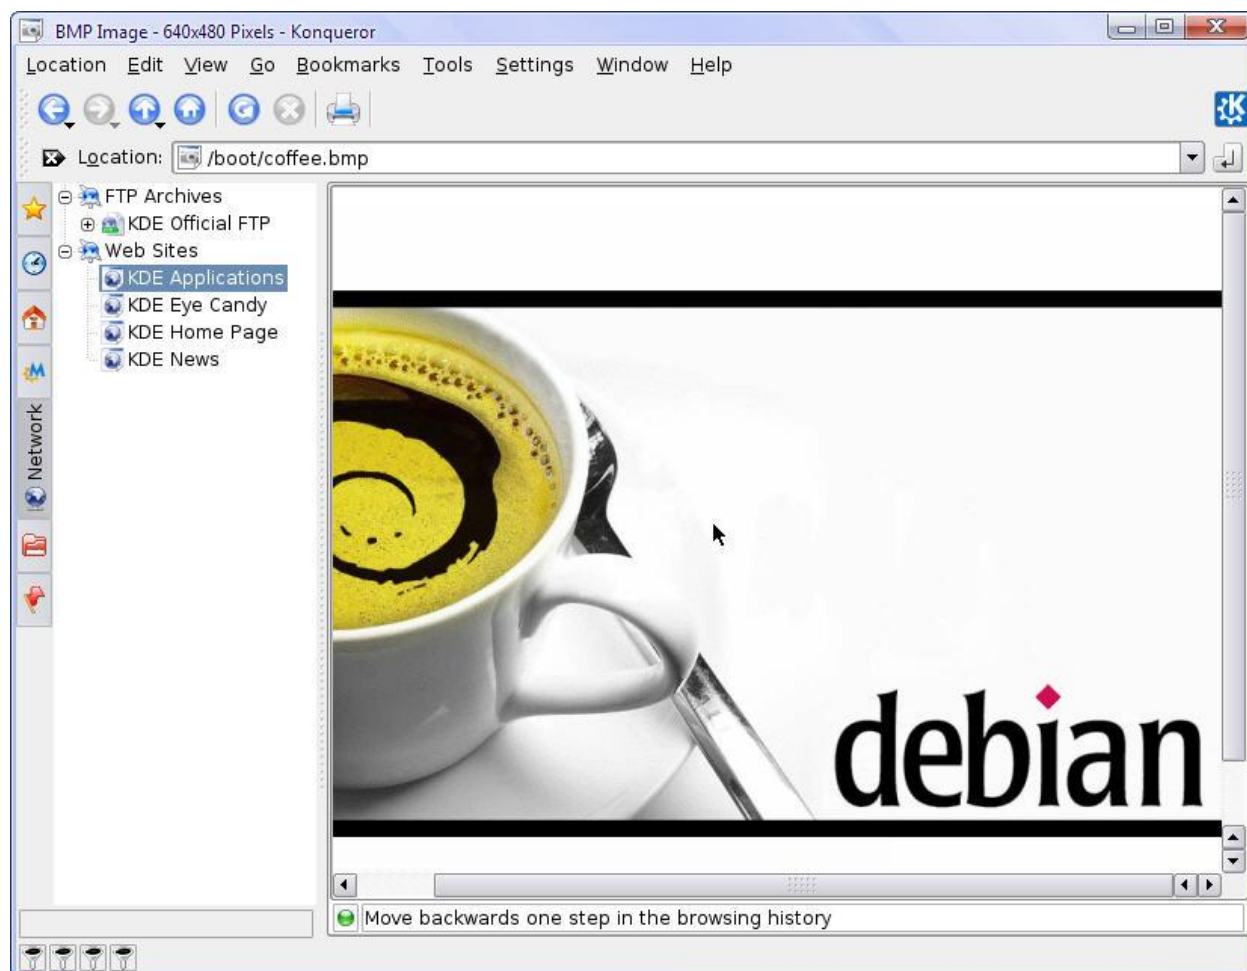 BMP Image - 640x480 Pixels - Konqueror
Location Edit View Go Bookmarks Tools Settings Window Help
Location: /boot/coffee.bmp
FTP Archives
KDE Official FTP
Web Sites
KDE Applications
KDE Eye Candy
KDE Home Page
KDE News
Network
debian
Move backwards one step in the browsing history